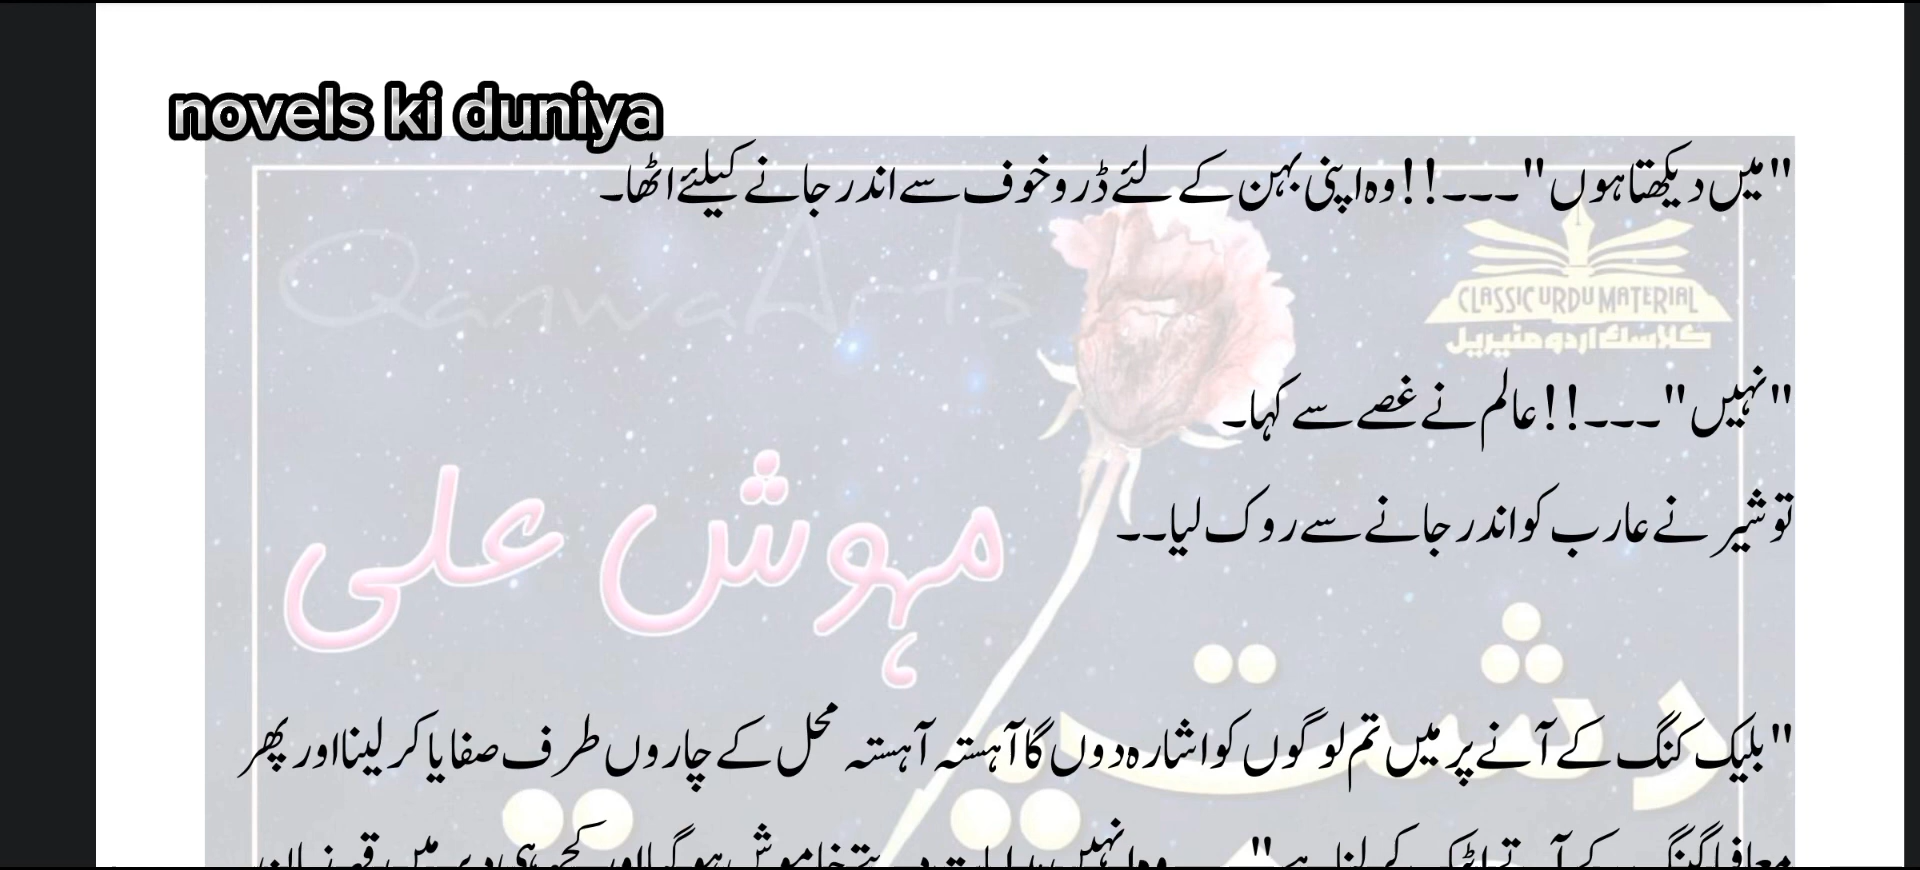 novels ki duniya
"میں دیکھتا ہوں"۔۔۔!! وہ اپنی بہن کے لئے ڈر و خوف سے اندر جانے کیلئے اٹھا۔
QanwaArts
CLASSIC URDU MATERIAL
کلاسک اردو مٹیریل
"نہیں"۔۔۔!! عالم نے غصے سے کہا۔
مہوش علی
تو شیر نے عارب کو اندر جانے سے روک لیا۔۔
"بلیک کنگ کے آنے پر میں تم لوگوں کو اشارہ دوں گا آہستہ آہستہ محل کے چاروں طرف صفایا کر لینا اور پھر